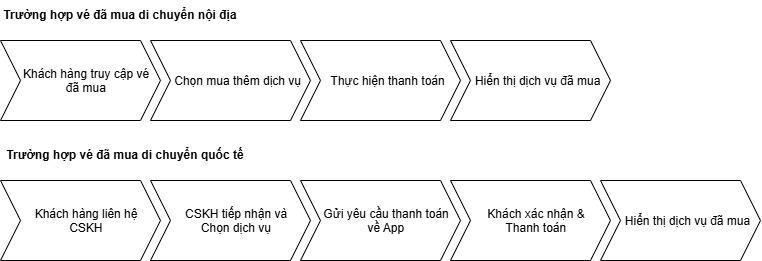 Trường hợp vé đã mua di chuyển nội địa
Khách hàng truy cập vé
đã mua
Chọn mua thêm dịch vụ
Thực hiện thanh toán
Hiển thị dịch vụ đã mua
Trường hợp vé đã mua di chuyển quốc tế
Khách hàng liên hệ
CSKH
CSKH tiếp nhận và
Chọn dịch vụ
Gửi yêu cầu thanh toán
về App
Khách xác nhận &
Thanh toán
Hiển thị dịch vụ đã mua